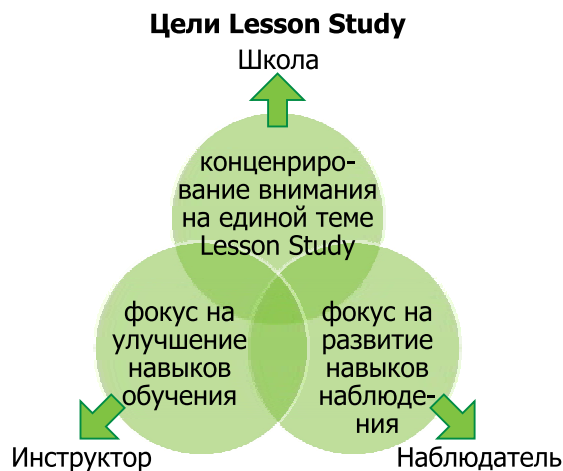 Цели Lesson Study
Школа
конценриро-
вание внимания
на единой теме
Lesson Study
фокус на
улучшение
навыков
обучения
фокус на
развитие
навыков
наблюде-
ния
Инструктор
Наблюдатель